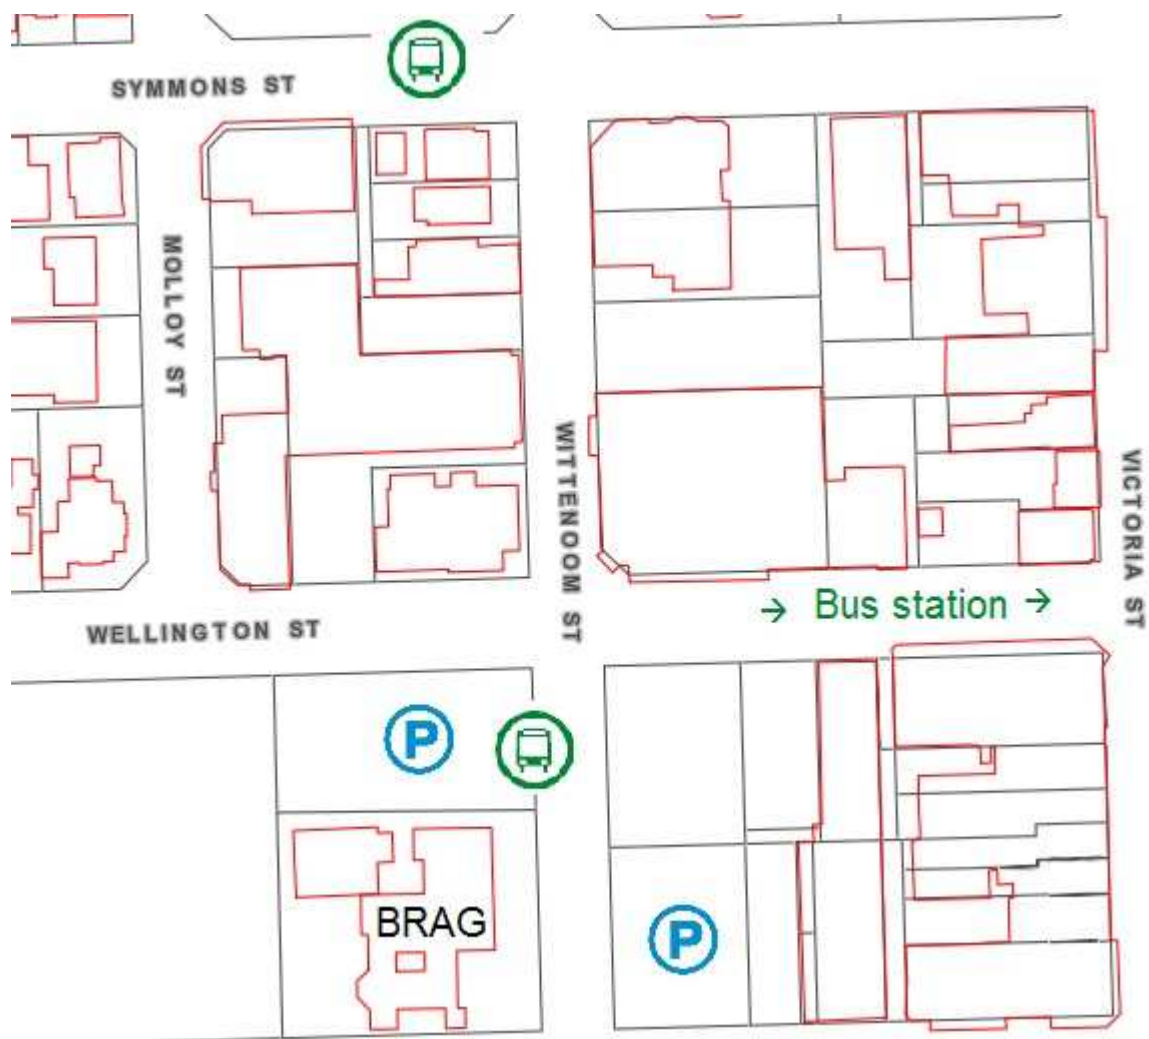 SYMMONS ST
MOLLOY ST
WITTENOOM ST
VICTORIA ST
→ Bus station →
WELLINGTON ST
P
BRAG
P